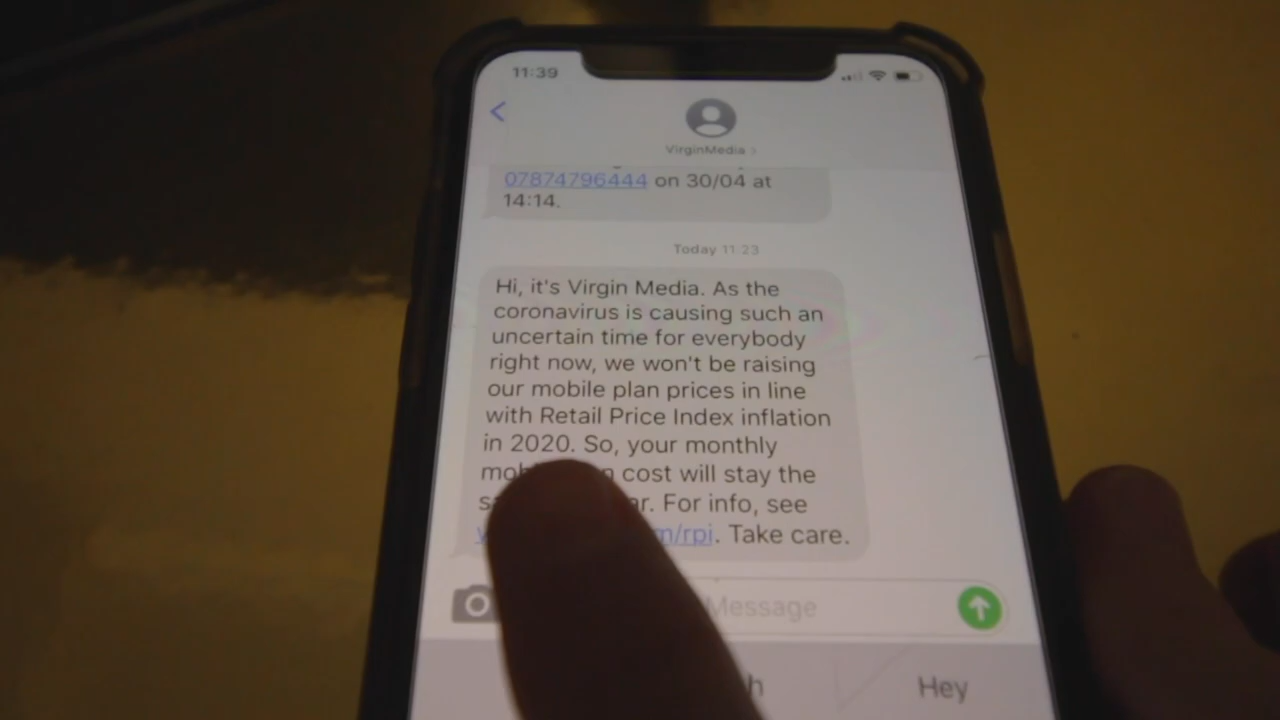 11:39
VirginMedia
07874796444 on 30/04 at
14:14.
Today 11:23
Hi, it's Virgin Media. As the
coronavirus is causing such an
uncertain time for everybody
right now, we won't be raising
our mobile plan prices in line
with Retail Price Index inflation
in 2020. So, your monthly
cost will stay the
For info, see
/rpi. Take care.
Message
Hey